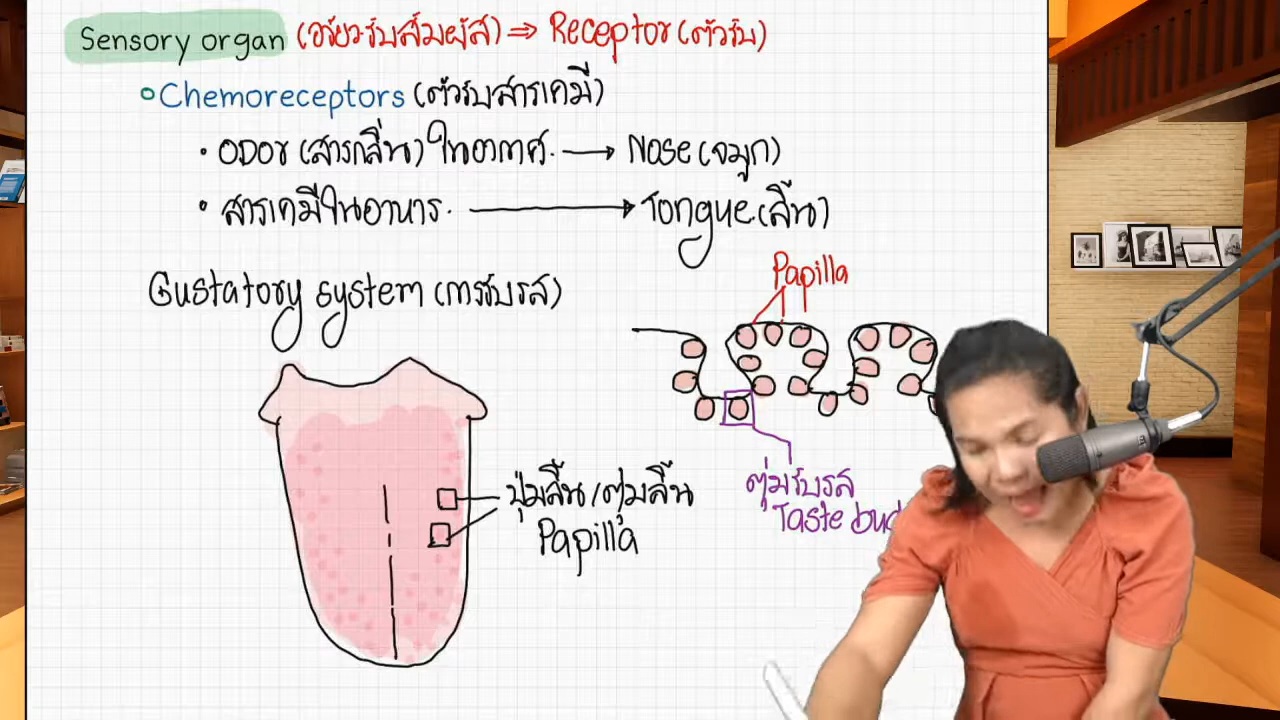 Sensory organ (อวัยวะรับสัมผัส) ⇒ Receptor (ตัวรับ)
Chemoreceptors (ตัวรับสารเคมี)
• ODOR (สารกลิ่น) ในอากาศ. → Nose (จมูก)
• สารเคมีในอาหาร. → Tongue. (ลิ้น)
Papilla
Gustatory system (การรับรส)
ปุ่มลิ้น/ตุ่มลิ้น
Papilla
ตุ่มรับรส
Taste bud